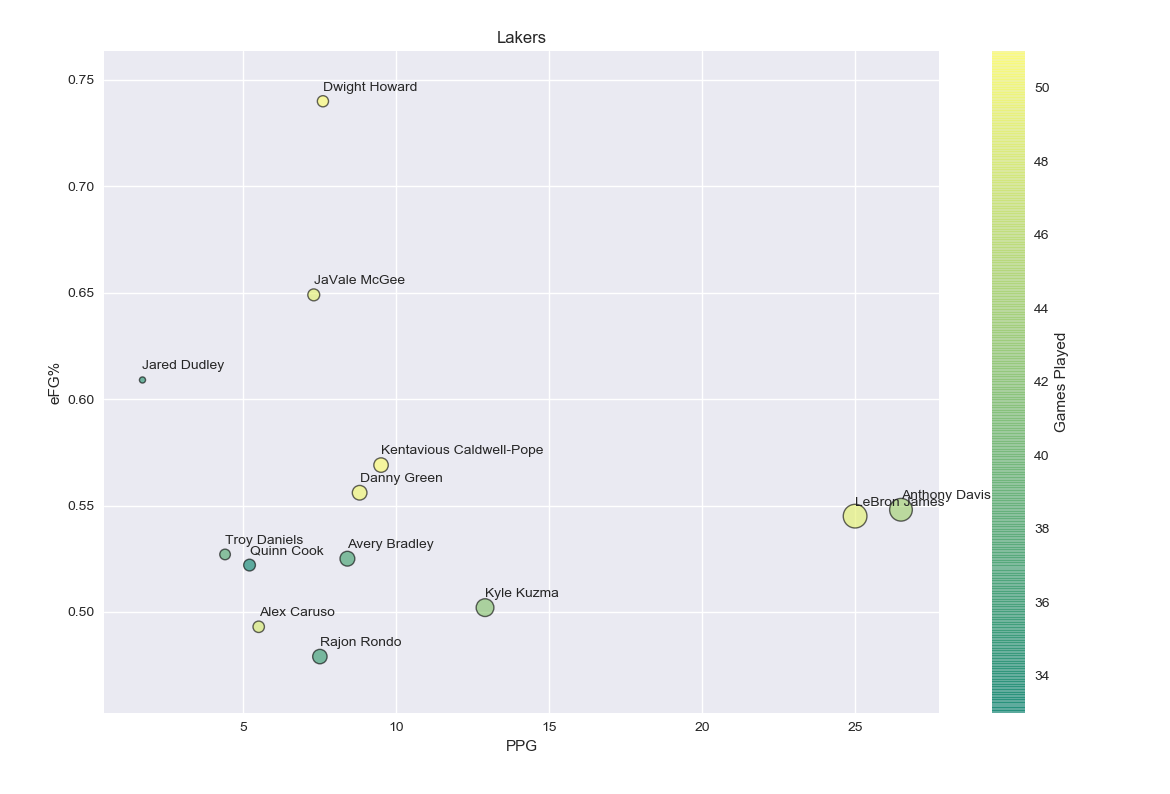 Lakers
Dwight Howard
JaVale McGee
Jared Dudley
Kentavious Caldwell-Pope
Danny Green
Anthony Davis
LeBron James
Troy Daniels
Avery Bradley
Quinn Cook
Kyle Kuzma
Alex Caruso
Rajon Rondo
0.75
0.70
0.65
0.60
0.55
0.50
eFG%
5
10
15
20
25
PPG
50
48
46
44
42
40
38
36
34
Games Played